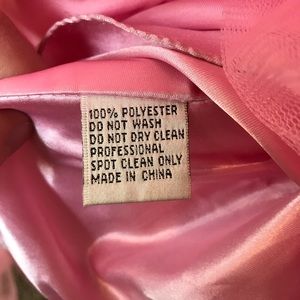 100% POLYESTER
DO NOT WASH
DO NOT DRY CLEAN
PROFESSIONAL
SPOT CLEAN ONLY
MADE IN CHINA